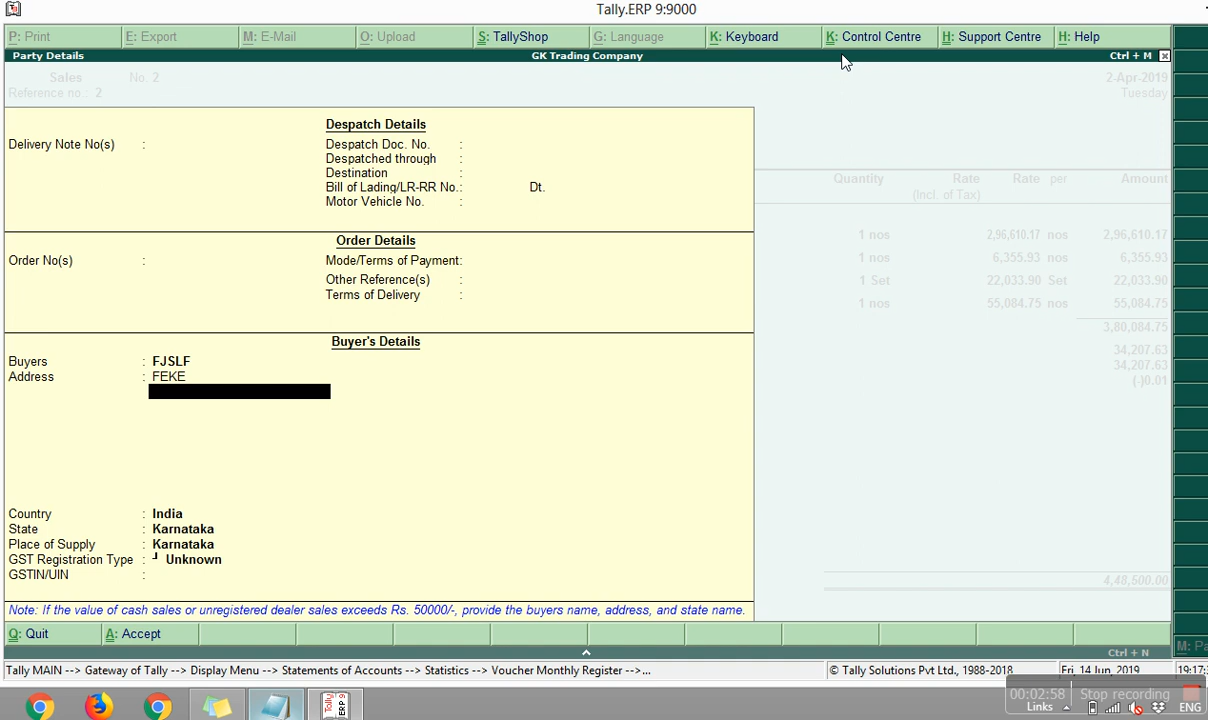 Tally.ERP 9:9000
P: Print E: Export M: E-Mail O: Upload S: TallyShop G: Language K: Keyboard K: Control Centre H: Support Centre H: Help
Party Details GK Trading Company Ctrl + M
Sales No. 2 2-Apr-2019
Reference no.: 2 Tuesday
Despatch Details
Delivery Note No(s) : Despatch Doc. No. :
Despatched through :
Destination :
Bill of Lading/LR-RR No.: Dt.
Motor Vehicle No. :
Quantity Rate Rate per Amount
(Incl. of Tax)
1 nos 2,96,610.17 nos 2,96,610.17
1 nos 6,355.93 nos 6,355.93
1 Set 22,033.90 Set 22,033.90
1 nos 55,084.75 nos 55,084.75
3,80,084.75
34,207.63
34,207.63
(-)0.01
Order Details
Order No(s) : Mode/Terms of Payment:
Other Reference(s) :
Terms of Delivery :
Buyer's Details
Buyers : FJSLF
Address : FEKE
Country : India
State : Karnataka
Place of Supply : Karnataka
GST Registration Type : ┘ Unknown
GSTIN/UIN :
4,48,500.00
Note: If the value of cash sales or unregistered dealer sales exceeds Rs. 50000/-, provide the buyers name, address, and state name.
Q: Quit A: Accept
M: Pa
Ctrl + N
Tally MAIN --> Gateway of Tally --> Display Menu --> Statements of Accounts --> Statistics --> Voucher Monthly Register -->... © Tally Solutions Pvt Ltd., 1988-2018 Fri, 14 Jun, 2019 19:17:
00:02:58 Stop recording
Tally ERP 9 Links ENG